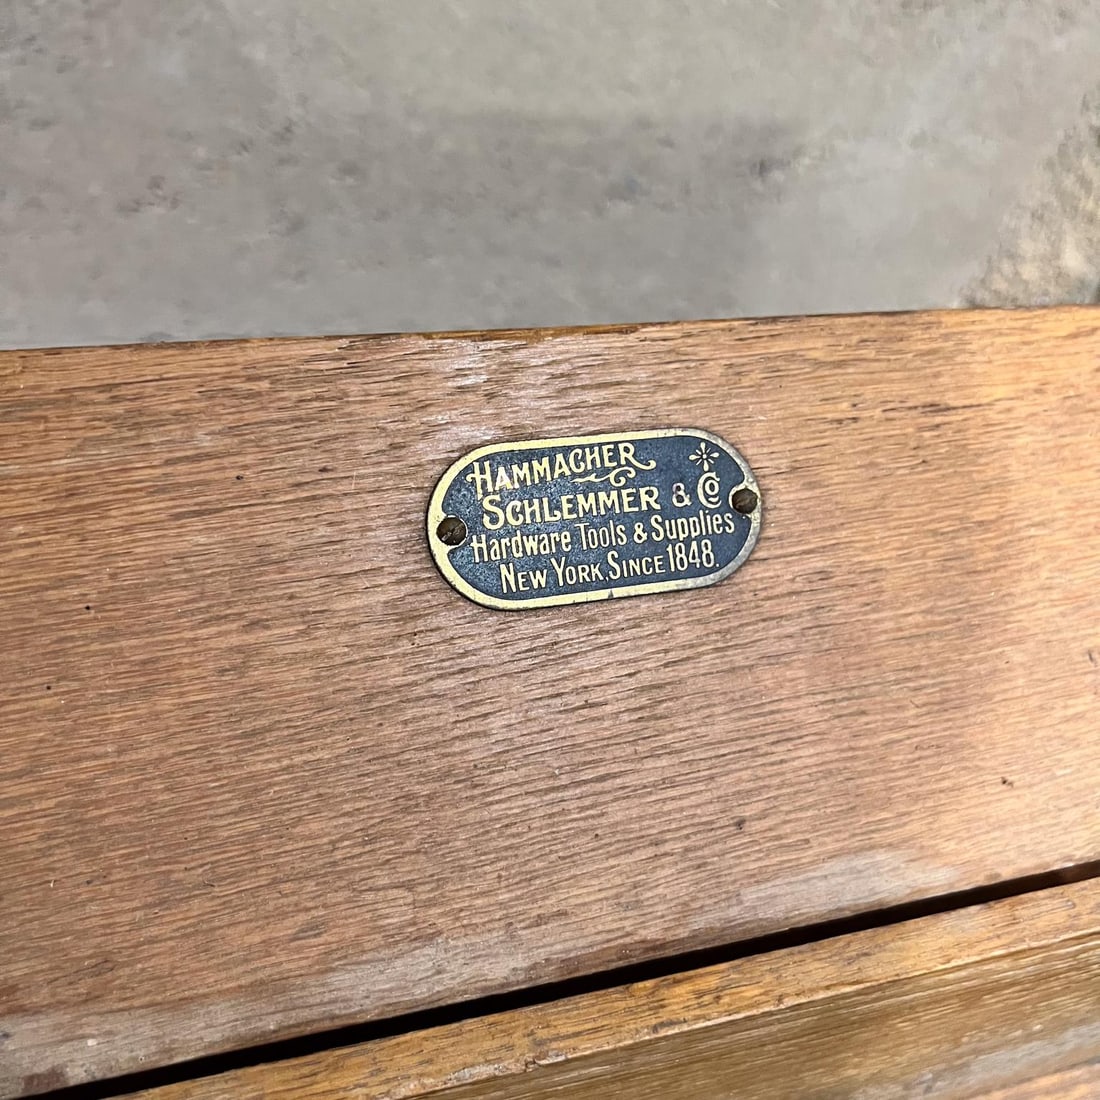 HAMMACHER
SCHLEMMER & Co
Hardware Tools & Supplies
NEW YORK, SINCE 1848.